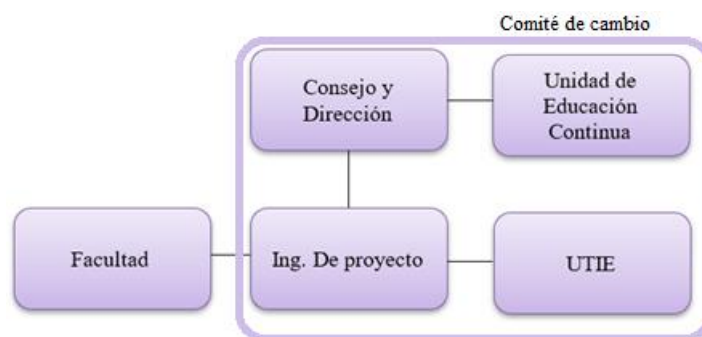 Comité de cambio
Consejo y
Dirección
Unidad de
Educación
Continua
Facultad
Ing. De proyecto
UTIE